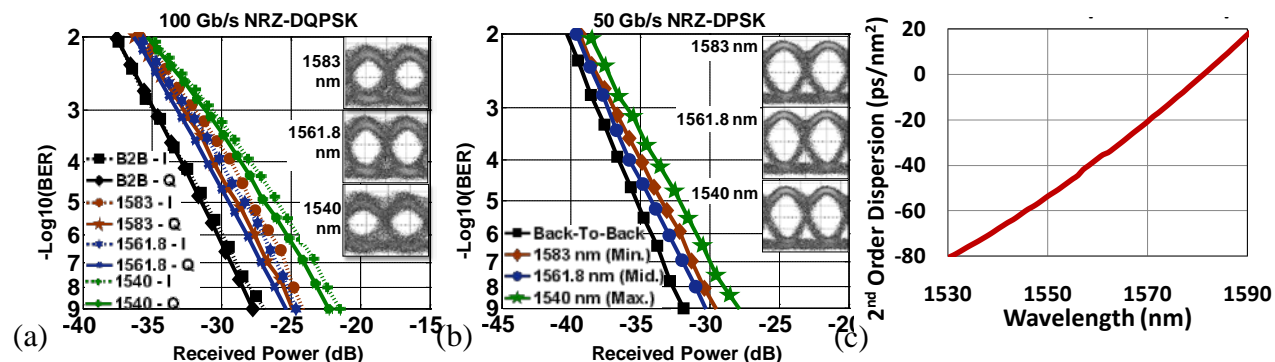 100 Gb/s NRZ-DQPSK
2
3
4
5
6
7
8
9
-Log10(BER)
1583
nm
1561.8
nm
1540
nm
B2B - I
B2B - Q
1583 - I
1583 - Q
1561.8 - I
1561.8 - Q
1540 - I
1540 - Q
-40 -35 -30 -25 -20 -15
Received Power (dB)
(a)
50 Gb/s NRZ-DPSK
2
3
4
5
6
7
8
9
-Log10(BER)
1583 nm
1561.8 nm
1540 nm
Back-To-Back
1583 nm (Min.)
1561.8 nm (Mid.)
1540 nm (Max.)
-45 -40 -35 -30 -25 -20
Received Power (dB)
(b)
20
0
-20
-40
-60
-80
2nd Order Dispersion (ps/nm²)
1530 1550 1570 1590
Wavelength (nm)
(c)